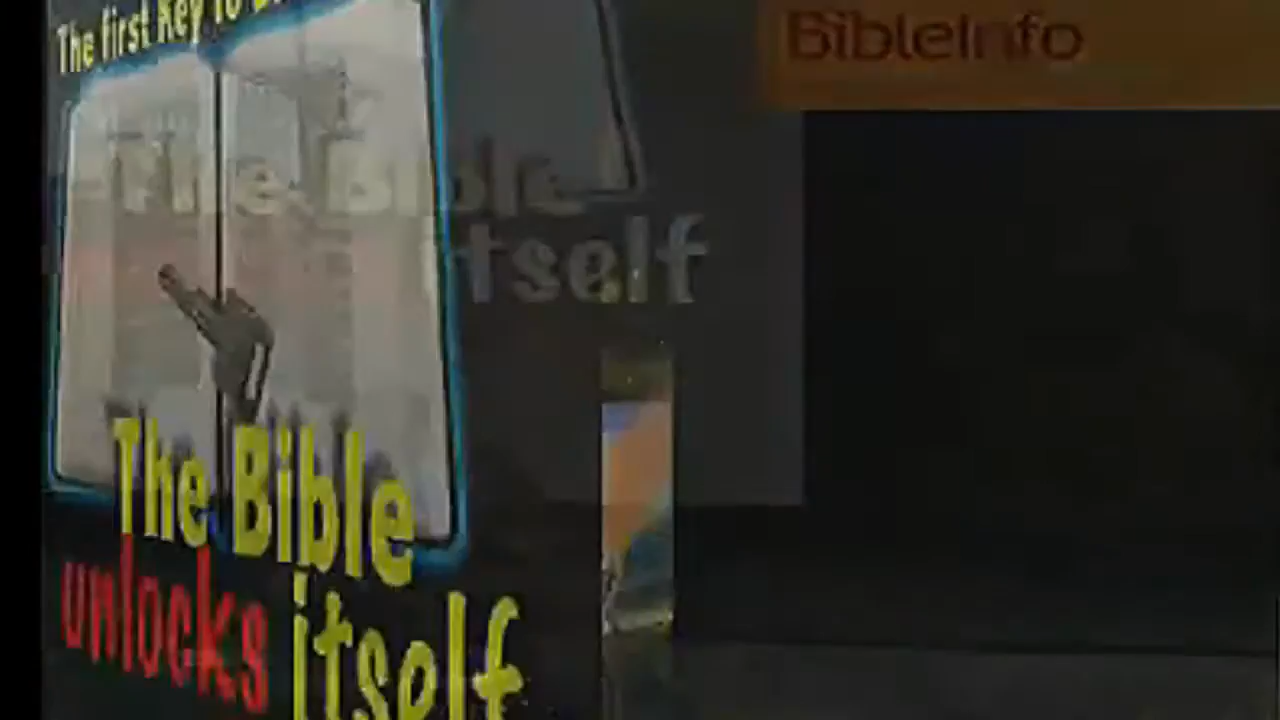 The first Key to
BibleInfo
The Bible
itself
The Bible
unlocks itself